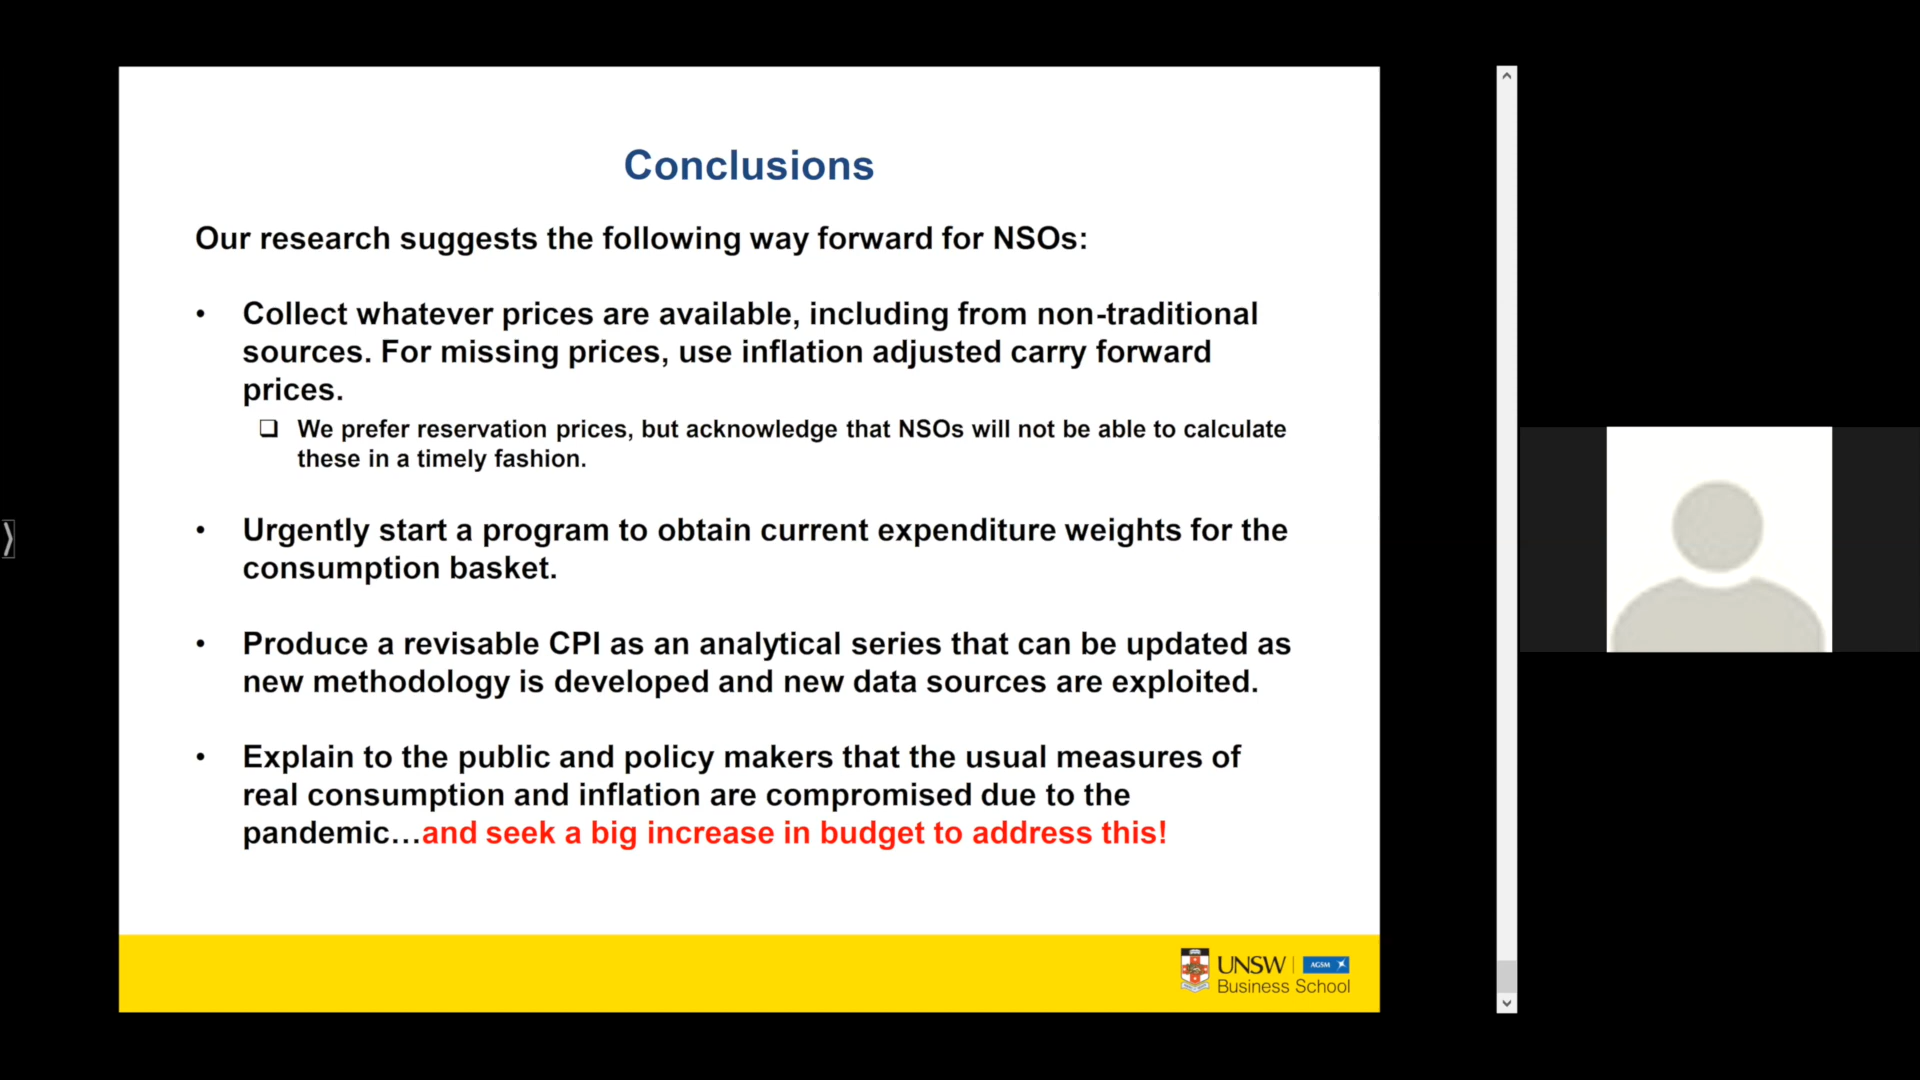 Conclusions
Our research suggests the following way forward for NSOs:
• Collect whatever prices are available, including from non-traditional
sources. For missing prices, use inflation adjusted carry forward
prices.
❑ We prefer reservation prices, but acknowledge that NSOs will not be able to calculate
these in a timely fashion.
• Urgently start a program to obtain current expenditure weights for the
consumption basket.
• Produce a revisable CPI as an analytical series that can be updated as
new methodology is developed and new data sources are exploited.
• Explain to the public and policy makers that the usual measures of
real consumption and inflation are compromised due to the
pandemic…and seek a big increase in budget to address this!
UNSW | AGSM
Business School